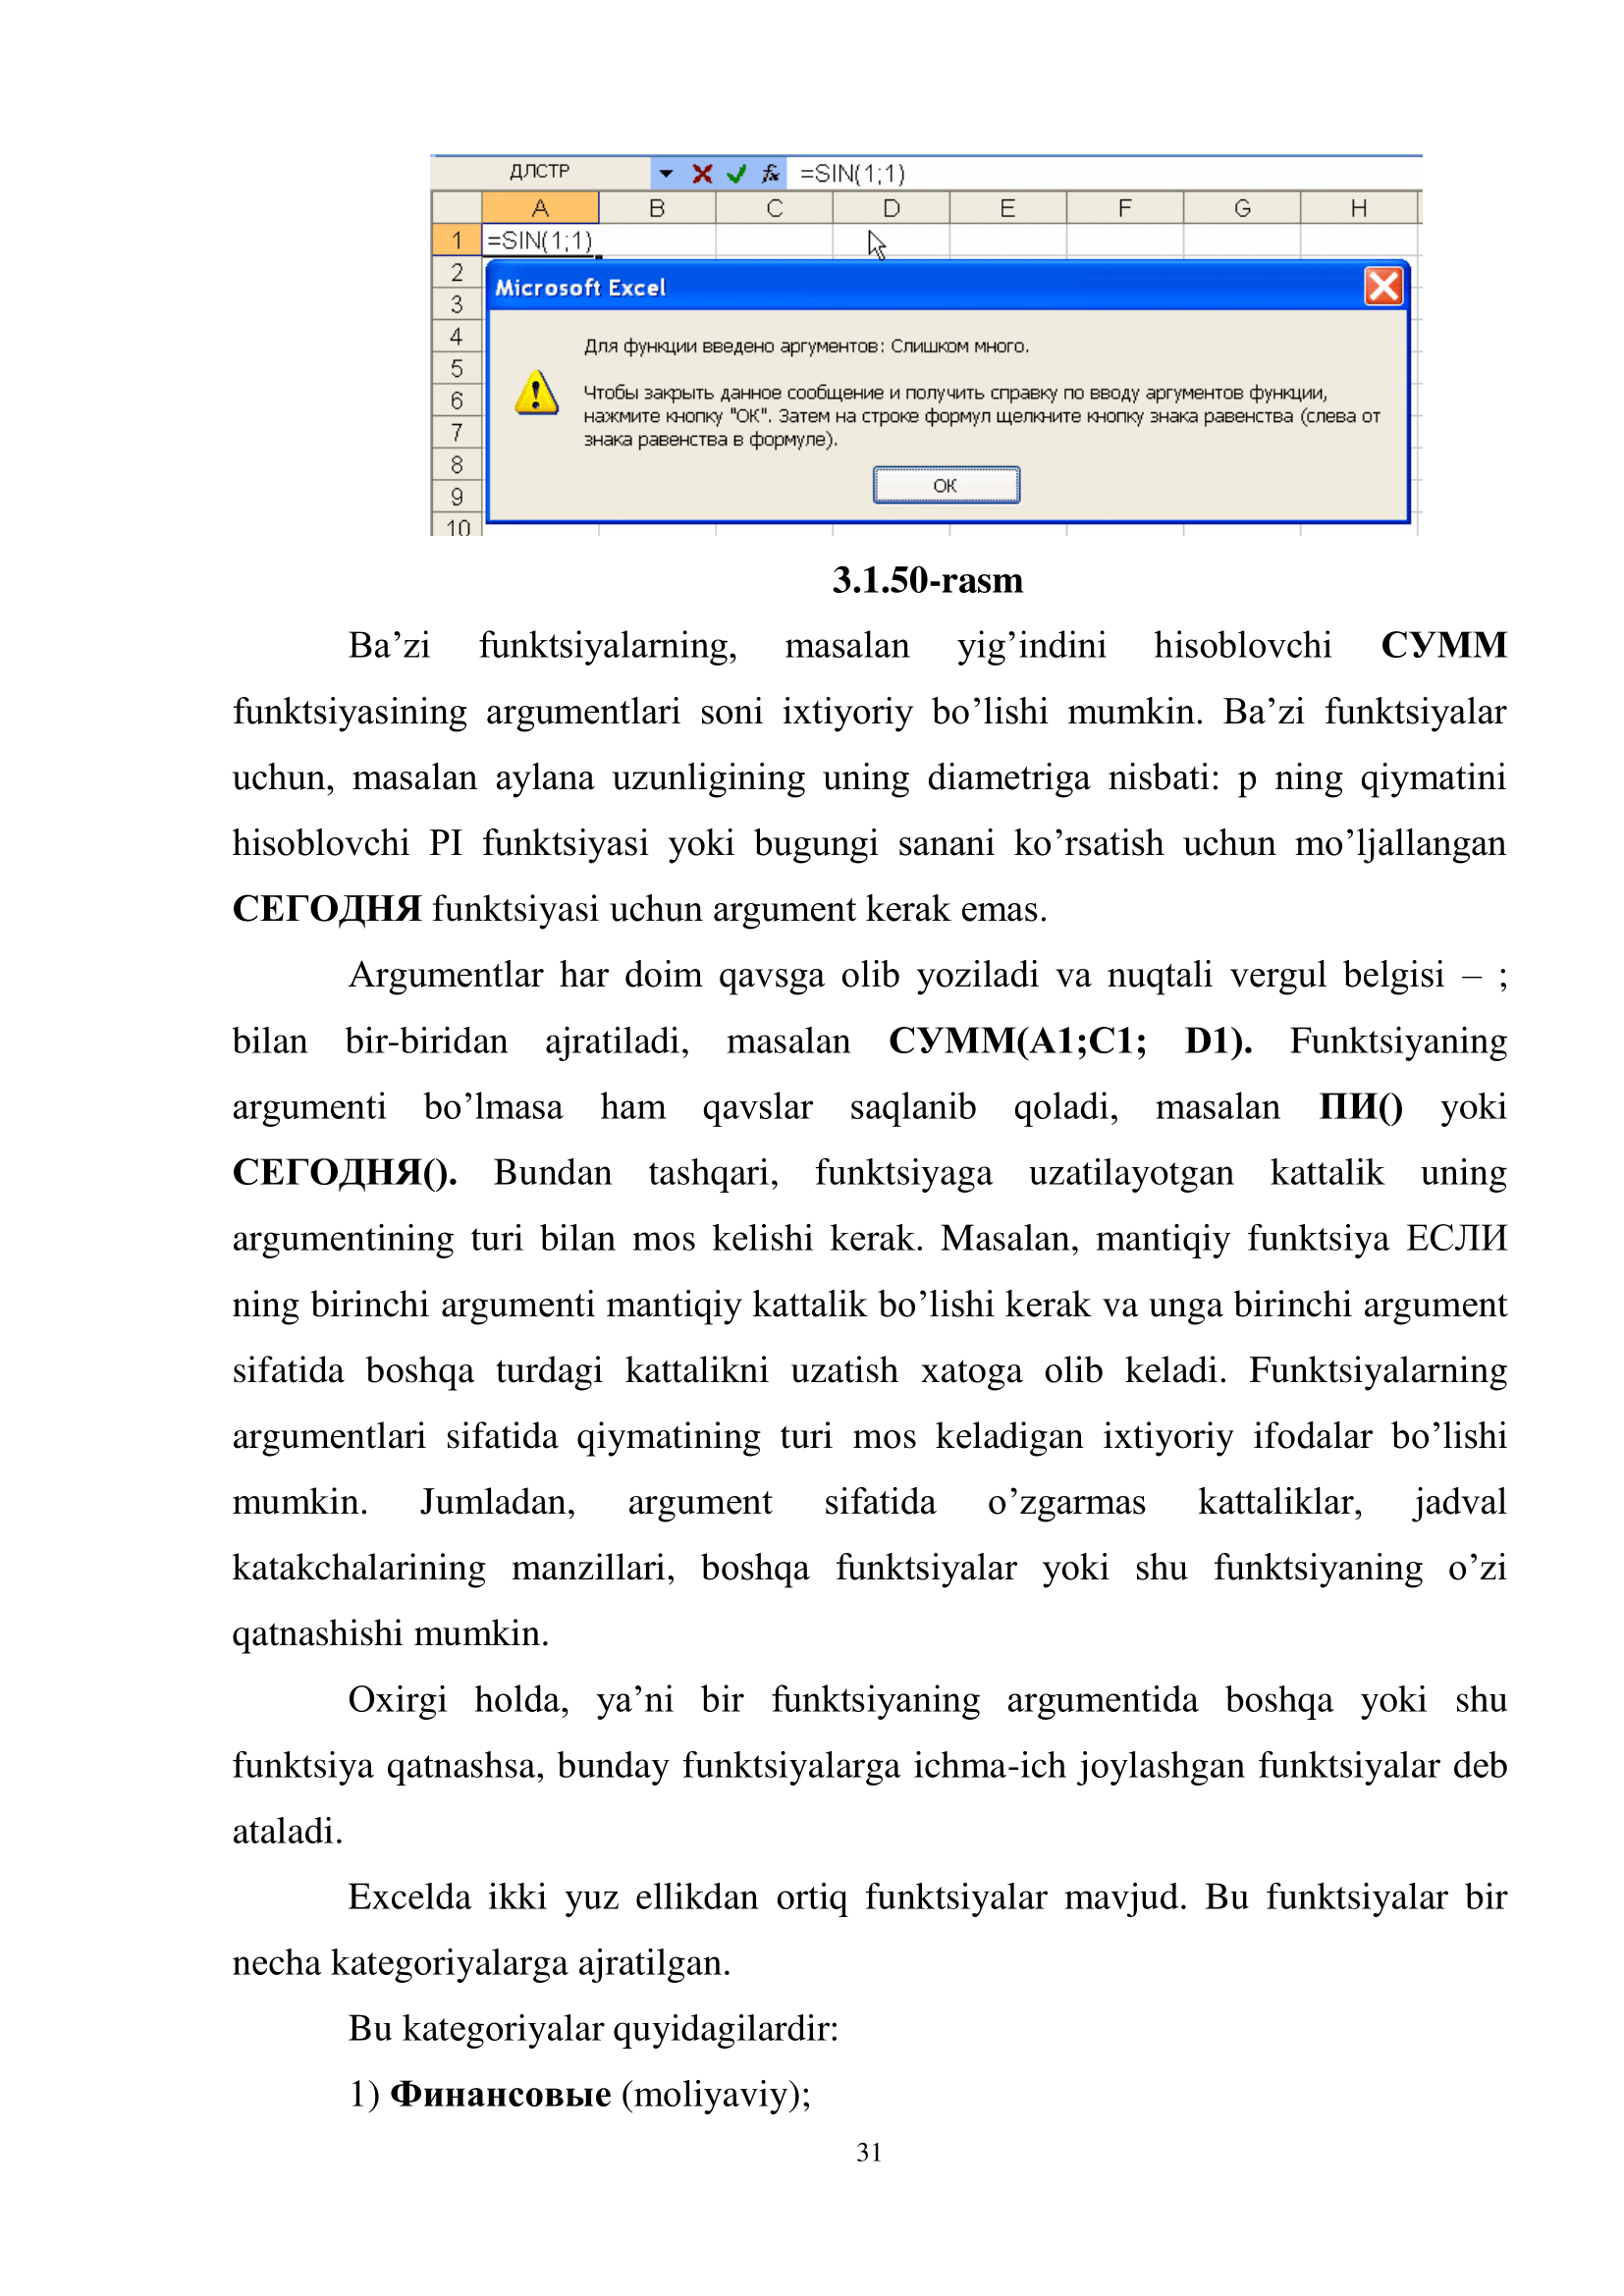 ДЛСТР =SIN(1;1)
A B C D E F G H
1 =SIN(1;1)
2
Microsoft Excel
3
4
Для функции введено аргументов: Слишком много.
5
6
Чтобы закрыть данное сообщение и получить справку по вводу аргументов функции,
нажмите кнопку "ОК". Затем на строке формул щелкните кнопку знака равенства (слева от
7
знака равенства в формуле).
8
ОК
9
10
3.1.50-rasm
Ba’zi funktsiyalarning, masalan yig’indini hisoblovchi СУММ
funktsiyasining argumentlari soni ixtiyoriy bo’lishi mumkin. Ba’zi funktsiyalar
uchun, masalan aylana uzunligining uning diametriga nisbati: p ning qiymatini
hisoblovchi PI funktsiyasi yoki bugungi sanani ko’rsatish uchun mo’ljallangan
СЕГОДНЯ funktsiyasi uchun argument kerak emas.
Argumentlar har doim qavsga olib yoziladi va nuqtali vergul belgisi – ;
bilan bir-biridan ajratiladi, masalan СУММ(A1;C1; D1). Funktsiyaning
argumenti bo’lmasa ham qavslar saqlanib qoladi, masalan ПИ() yoki
СЕГОДНЯ(). Bundan tashqari, funktsiyaga uzatilayotgan kattalik uning
argumentining turi bilan mos kelishi kerak. Masalan, mantiqiy funktsiya ЕСЛИ
ning birinchi argumenti mantiqiy kattalik bo’lishi kerak va unga birinchi argument
sifatida boshqa turdagi kattalikni uzatish xatoga olib keladi. Funktsiyalarning
argumentlari sifatida qiymatining turi mos keladigan ixtiyoriy ifodalar bo’lishi
mumkin. Jumladan, argument sifatida o’zgarmas kattaliklar, jadval
katakchalarining manzillari, boshqa funktsiyalar yoki shu funktsiyaning o’zi
qatnashishi mumkin.
Oxirgi holda, ya’ni bir funktsiyaning argumentida boshqa yoki shu
funktsiya qatnashsa, bunday funktsiyalarga ichma-ich joylashgan funktsiyalar deb
ataladi.
Excelda ikki yuz ellikdan ortiq funktsiyalar mavjud. Bu funktsiyalar bir
necha kategoriyalarga ajratilgan.
Bu kategoriyalar quyidagilardir:
1) Финансовые (moliyaviy);
31